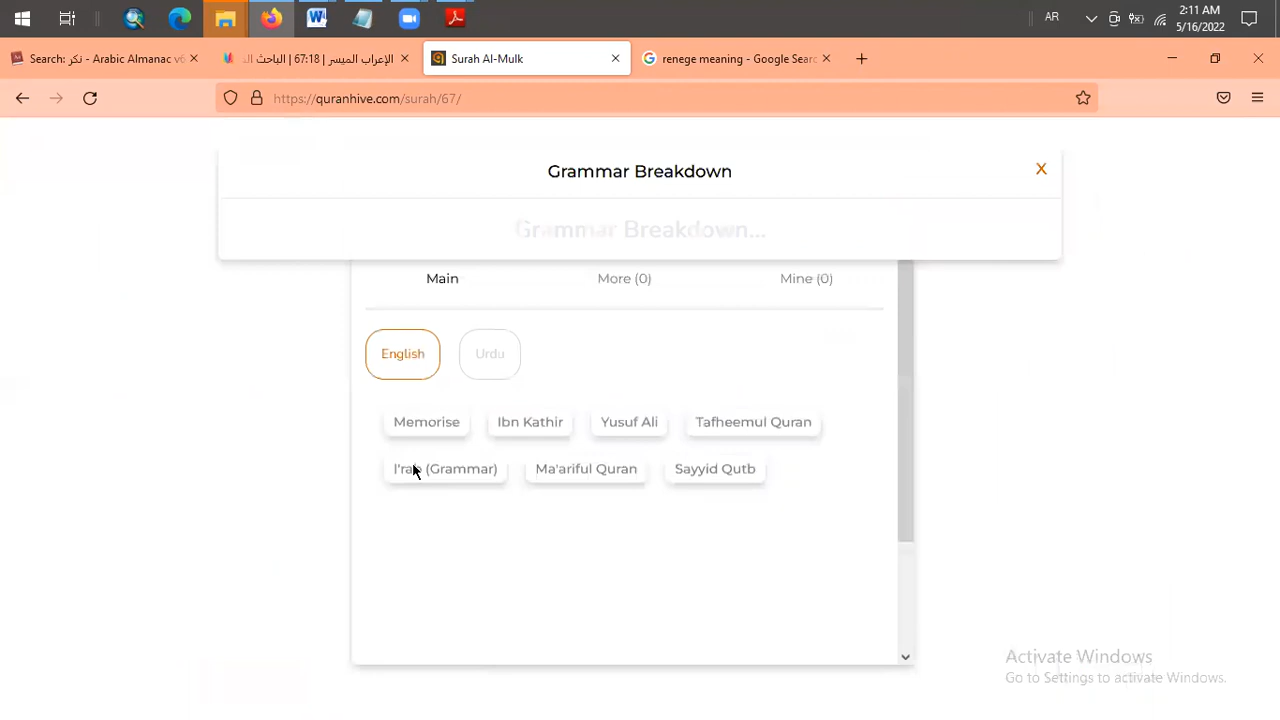 2:11 AM
AR
5/16/2022
Search: نكر - Arabic Almanac v6
الإعراب الميسر | 67:18 | الباحث ال
Surah Al-Mulk
renege meaning - Google Sear
https://quranhive.com/surah/67/
Grammar Breakdown
X
Grammar Breakdown...
Main
More (0)
Mine (0)
English
Urdu
Memorise
Ibn Kathir
Yusuf Ali
Tafheemul Quran
I'rab (Grammar)
Ma'ariful Quran
Sayyid Qutb
Activate Windows
Go to Settings to activate Windows.